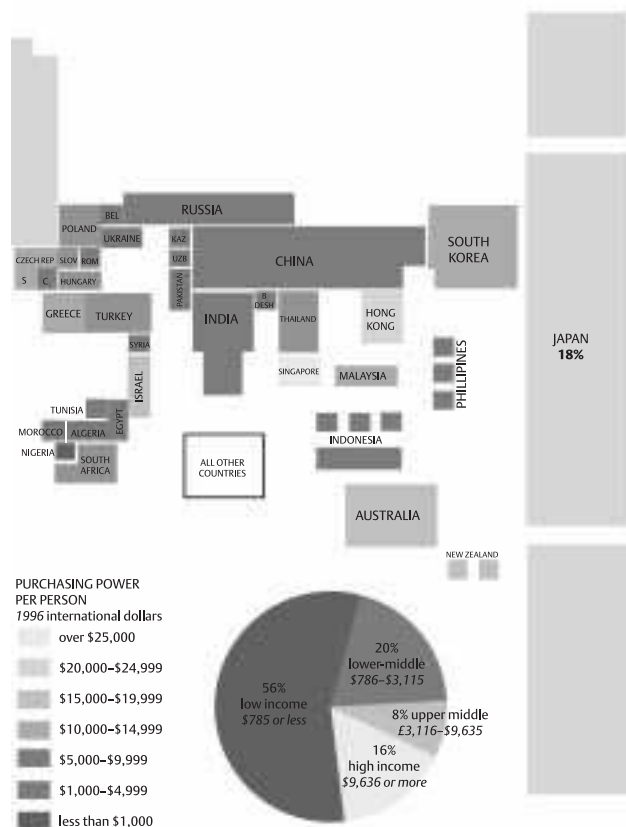 RUSSIA
BEL
POLAND
UKRAINE
CZECH REP
SLOV
ROM
S
C
HUNGARY
KAZ
UZB
PAKISTAN
CHINA
SOUTH
KOREA
GREECE
TURKEY
SYRIA
ISRAEL
INDIA
B
DESH
THAILAND
HONG
KONG
SINGAPORE
MALAYSIA
PHILLIPINES
JAPAN
18%
TUNISIA
EGYPT
MOROCCO
ALGERIA
NIGERIA
SOUTH
AFRICA
ALL OTHER
COUNTRIES
INDONESIA
AUSTRALIA
NEW ZEALAND
PURCHASING POWER
PER PERSON
1996 international dollars
over $25,000
$20,000–$24,999
$15,000–$19,999
$10,000–$14,999
$5,000–$9,999
$1,000–$4,999
less than $1,000
56%
low income
$785 or less
20%
lower-middle
$786–$3,115
8% upper middle
£3,116–$9,635
16%
high income
$9,636 or more